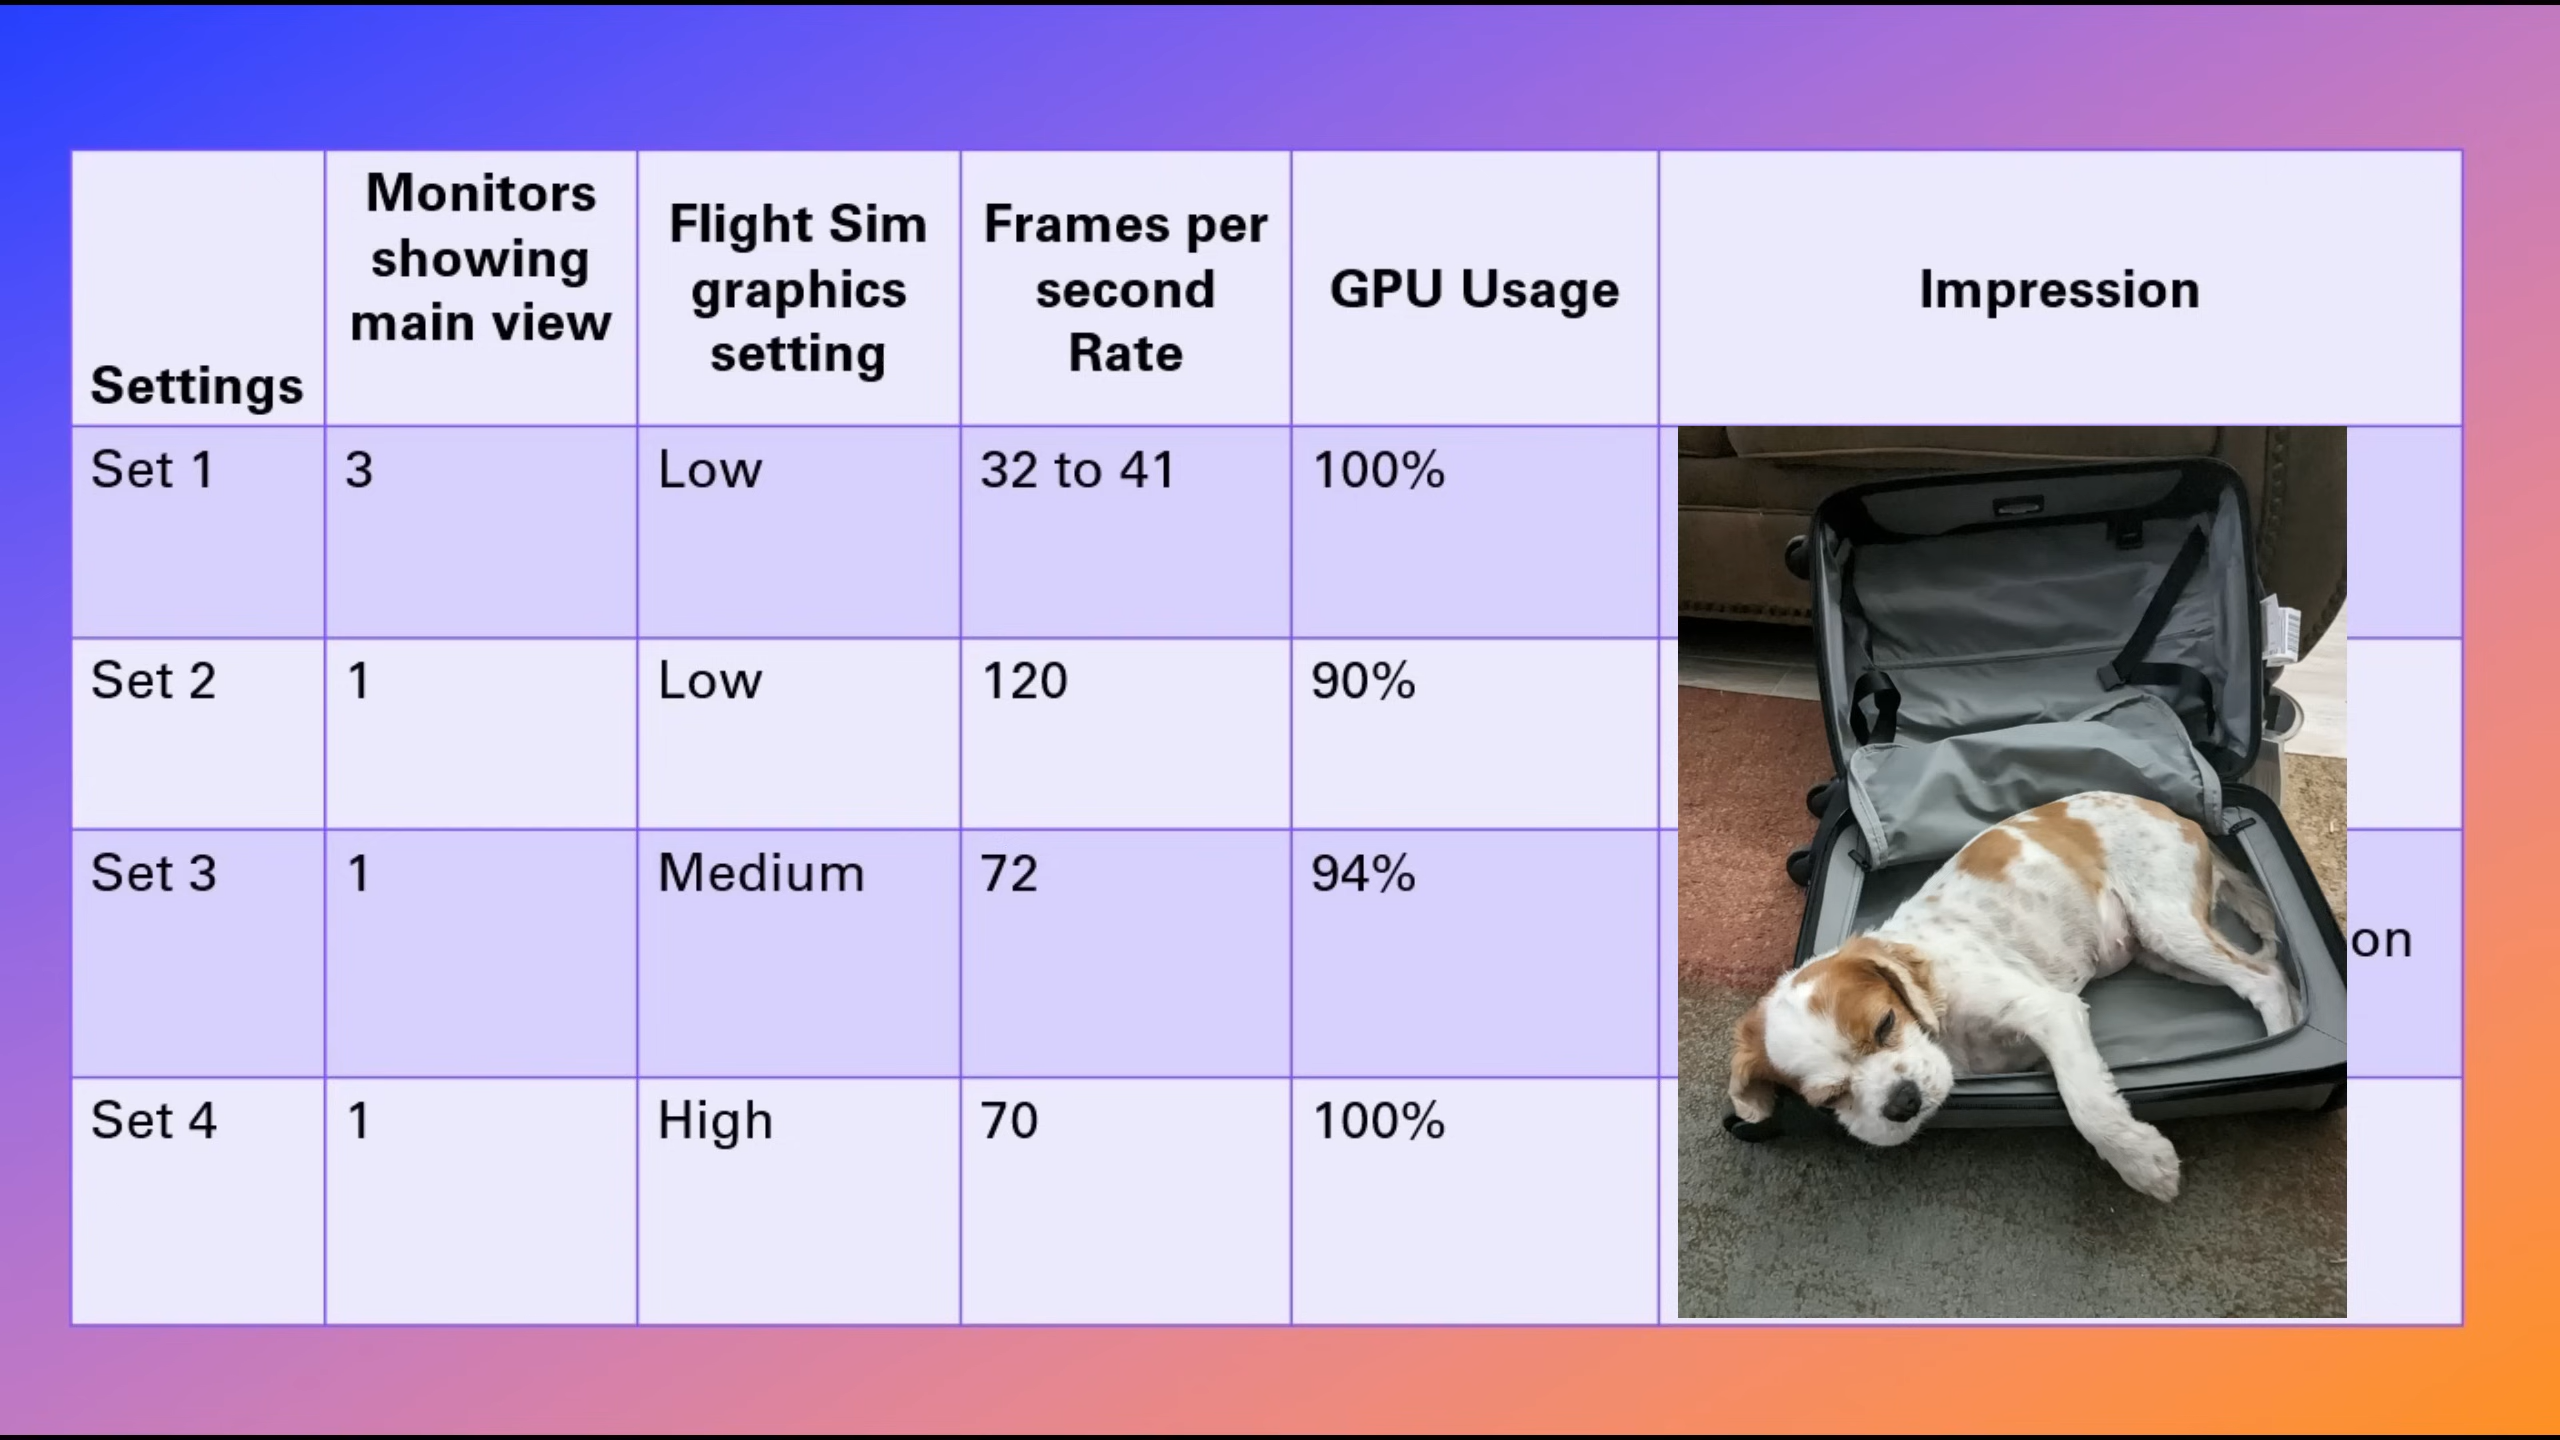 Settings
Monitors
showing
main view
Flight Sim
graphics
setting
Frames per
second
Rate
GPU Usage
Impression
Set 1 3 Low 32 to 41 100%
Set 2 1 Low 120 90%
Set 3 1 Medium 72 94%
on
Set 4 1 High 70 100%